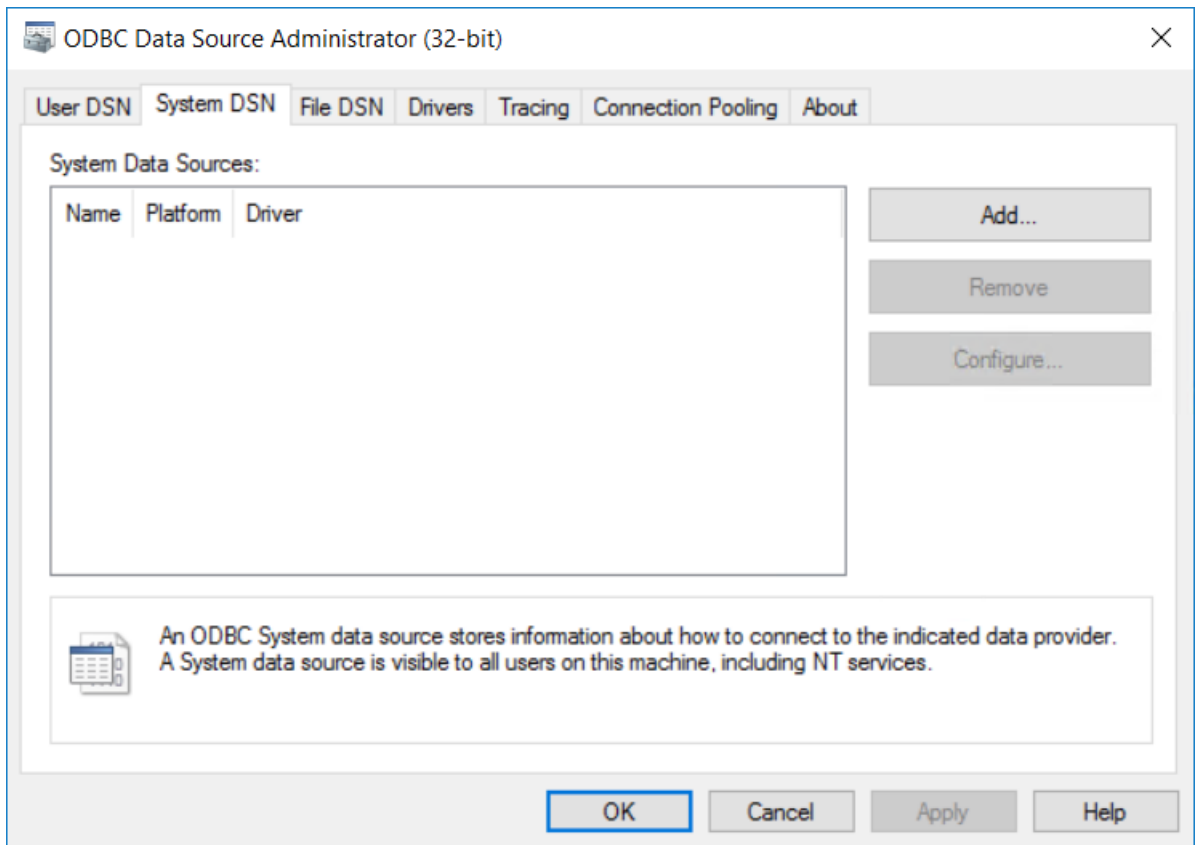 ODBC Data Source Administrator (32-bit)
User DSN System DSN File DSN Drivers Tracing Connection Pooling About
System Data Sources:
Name Platform Driver
Add...
Remove
Configure...
An ODBC System data source stores information about how to connect to the indicated data provider.
A System data source is visible to all users on this machine, including NT services.
OK Cancel Apply Help